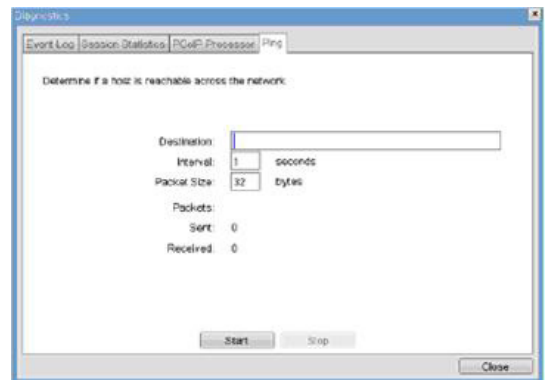 Diagnostics
Event Log Session Statistics PCoIP Processor Ping
Determine if a host is reachable across the network
Destination:
Interval: 1 seconds
Packet Size: 32 bytes
Packets:
Sent: 0
Received: 0
Start Stop
Close